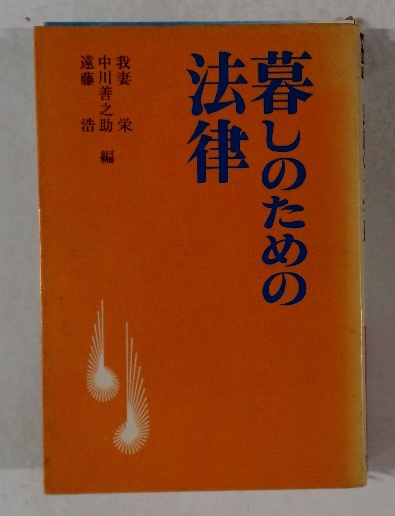 暮しのための
法律
我妻 栄
中川善之助 編
遠藤 浩